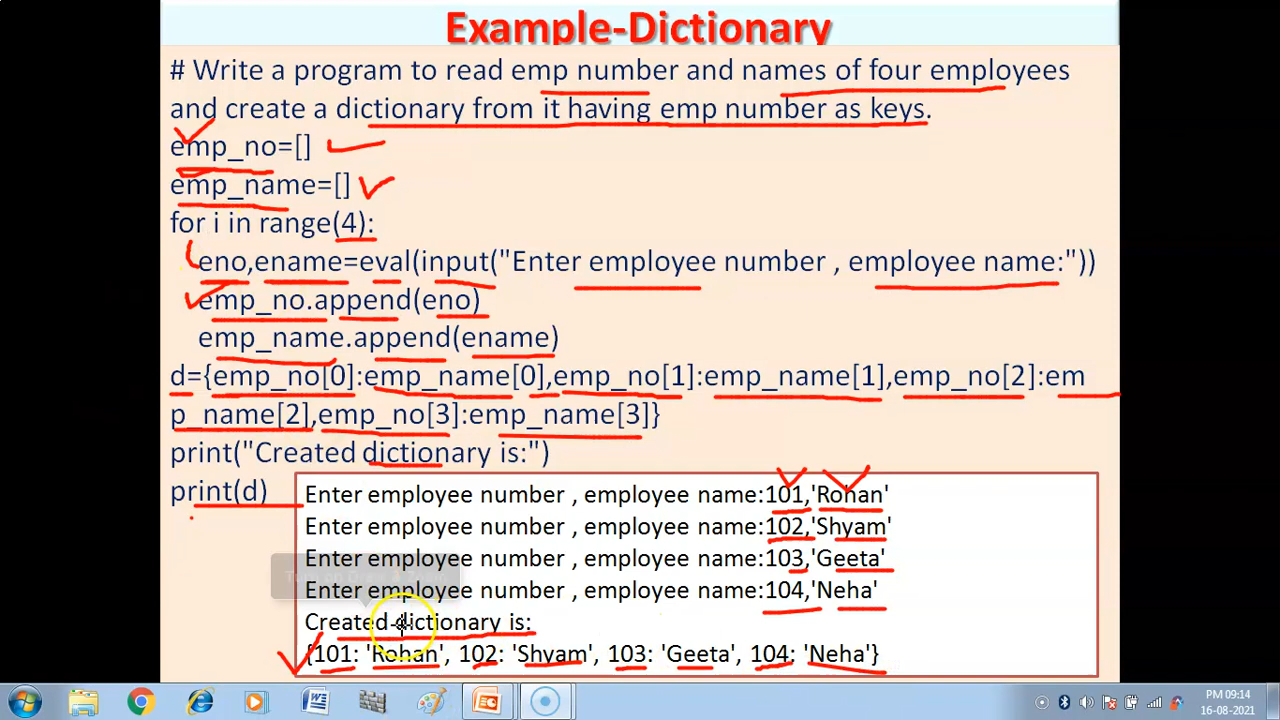 Example-Dictionary
# Write a program to read emp number and names of four employees
and create a dictionary from it having emp number as keys.
emp_no=[]
emp_name=[]
for i in range(4):
eno,ename=eval(input("Enter employee number , employee name:"))
emp_no.append(eno)
emp_name.append(ename)
d={emp_no[0]:emp_name[0],emp_no[1]:emp_name[1],emp_no[2]:em
p_name[2],emp_no[3]:emp_name[3]}
print("Created dictionary is:")
print(d)
Enter employee number , employee name:101,'Rohan'
Enter employee number , employee name:102,'Shyam'
Enter employee number , employee name:103,'Geeta'
Enter employee number , employee name:104,'Neha'
Created dictionary is:
{101: 'Rohan', 102: 'Shyam', 103: 'Geeta', 104: 'Neha'}
PM 09:14
16-08-2021